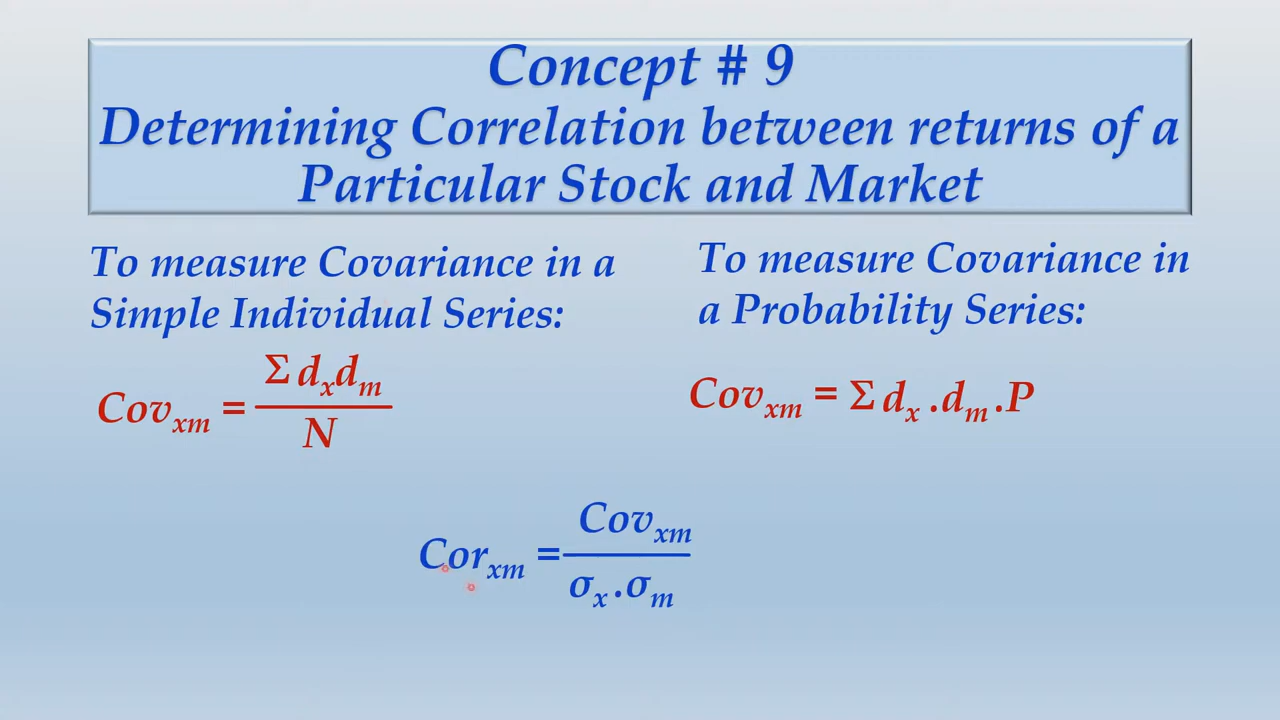 Concept # 9
Determining Correlation between returns of a
Particular Stock and Market
To measure Covariance in a
Simple Individual Series:
Cov_xm = Σ d_x d_m / N
To measure Covariance in
a Probability Series:
Cov_xm = Σ d_x .d_m .P
Cor_xm = Cov_xm / σ_x .σ_m